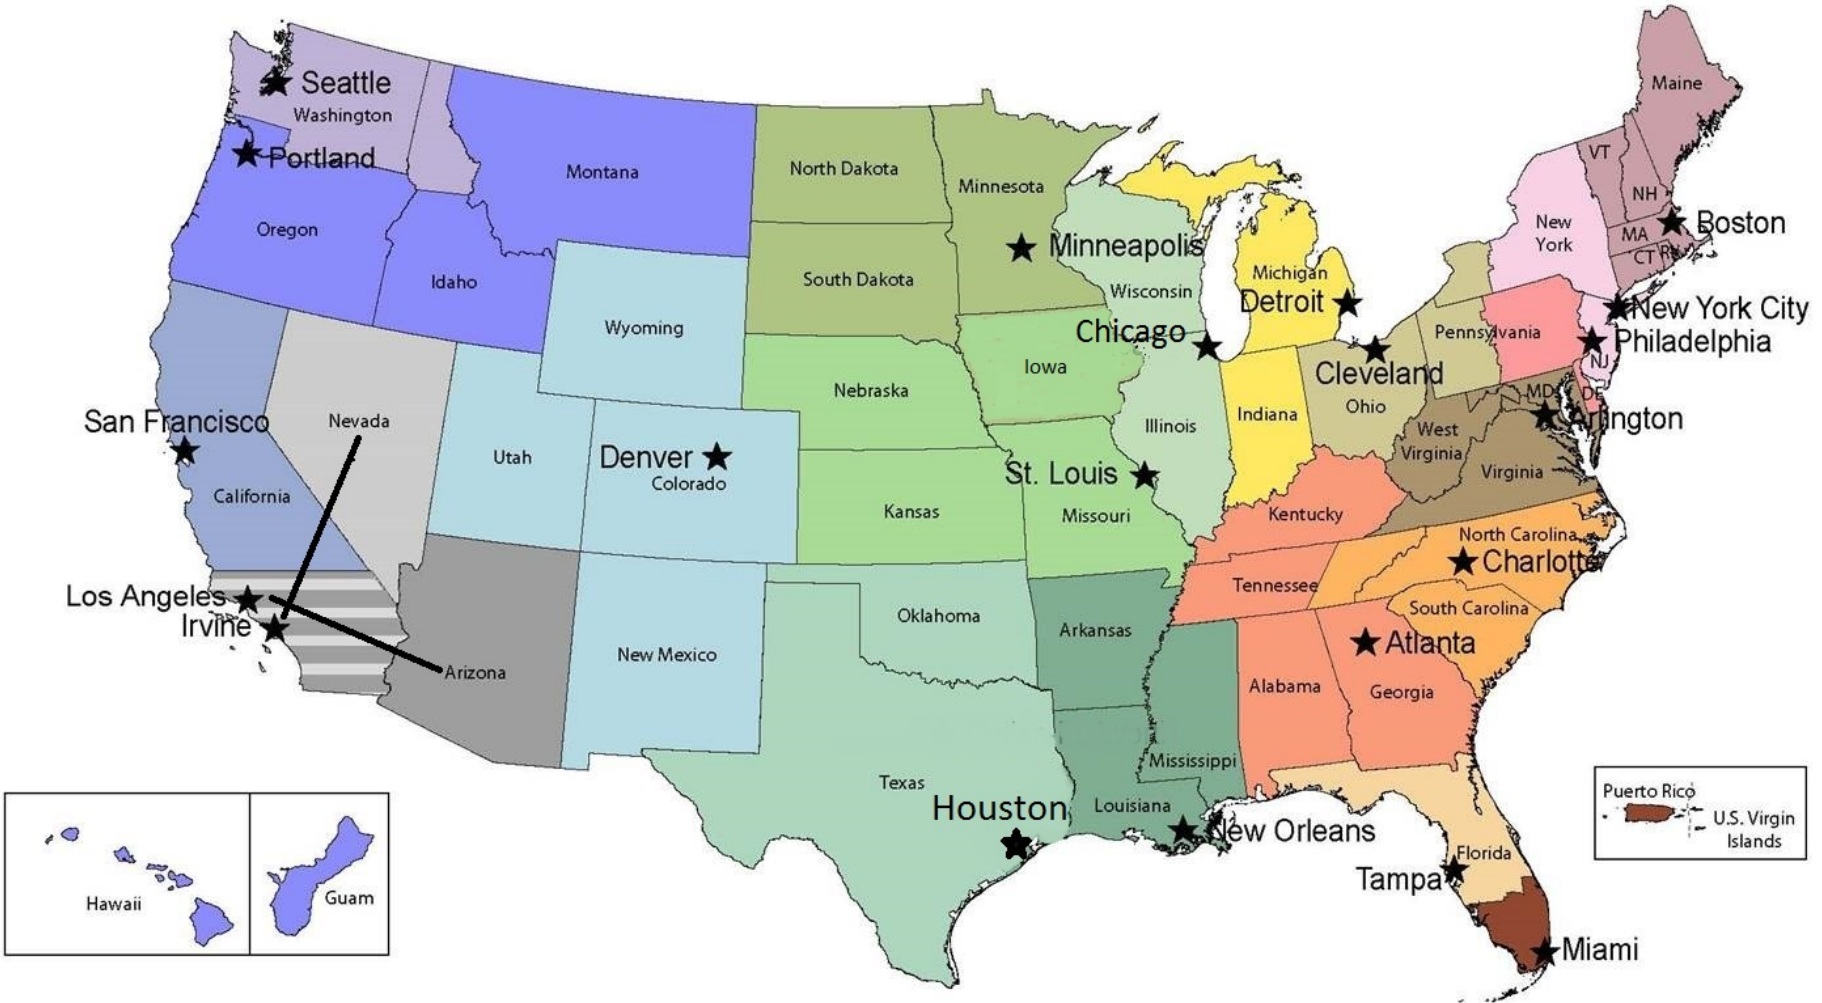 Seattle
Washington
Portland
Oregon
Montana
Idaho
North Dakota
Minnesota
South Dakota
Minneapolis
Wisconsin
Michigan
Detroit
Maine
VT
NH
New
York
MA
CT
RI
Boston
New York City
Philadelphia
NJ
Pennsylvania
Wyoming
Chicago
Iowa
Nebraska
Cleveland
Ohio
Indiana
Illinois
MD
DE
Arlington
West
Virginia
Virginia
San Francisco
Nevada
California
Utah
Denver
Colorado
Kansas
St. Louis
Missouri
Kentucky
North Carolina
Charlotte
Tennessee
South Carolina
Los Angeles
Irvine
Arizona
New Mexico
Oklahoma
Arkansas
Atlanta
Alabama
Georgia
Mississippi
Texas
Houston
Louisiana
New Orleans
Florida
Tampa
Miami
Hawaii
Guam
Puerto Rico
U.S. Virgin
Islands